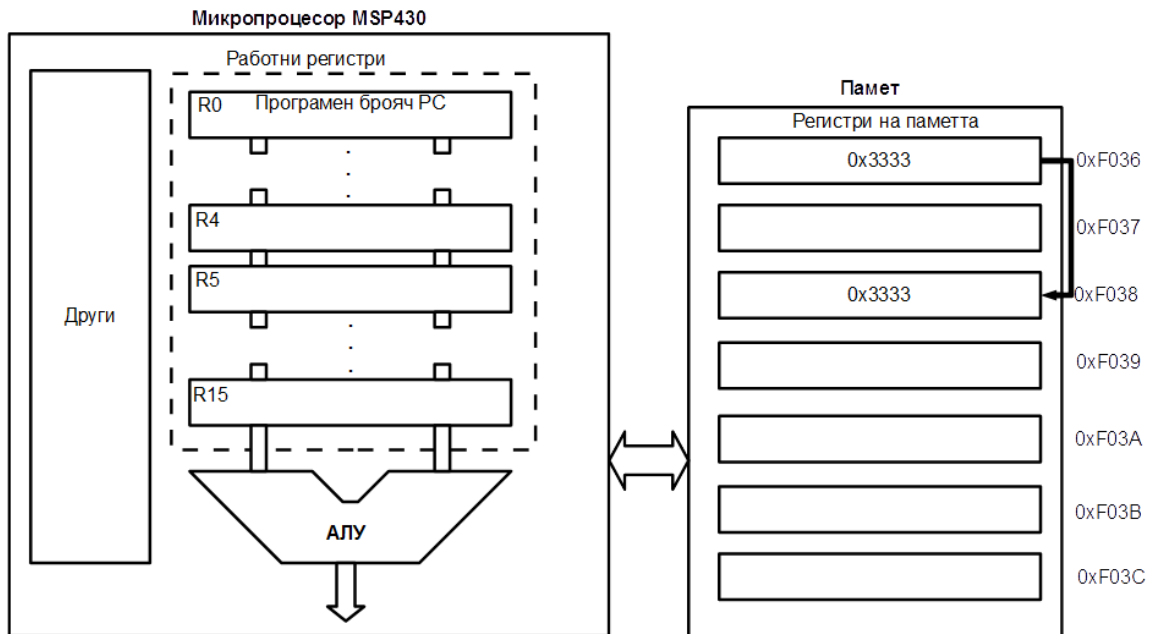 Микропроцесор MSP430
Работни регистри
R0
Програмен брояч PC
R4
R5
R15
Други
АЛУ
Памет
Регистри на паметта
0x3333
0xF036
0xF037
0x3333
0xF038
0xF039
0xF03A
0xF03B
0xF03C